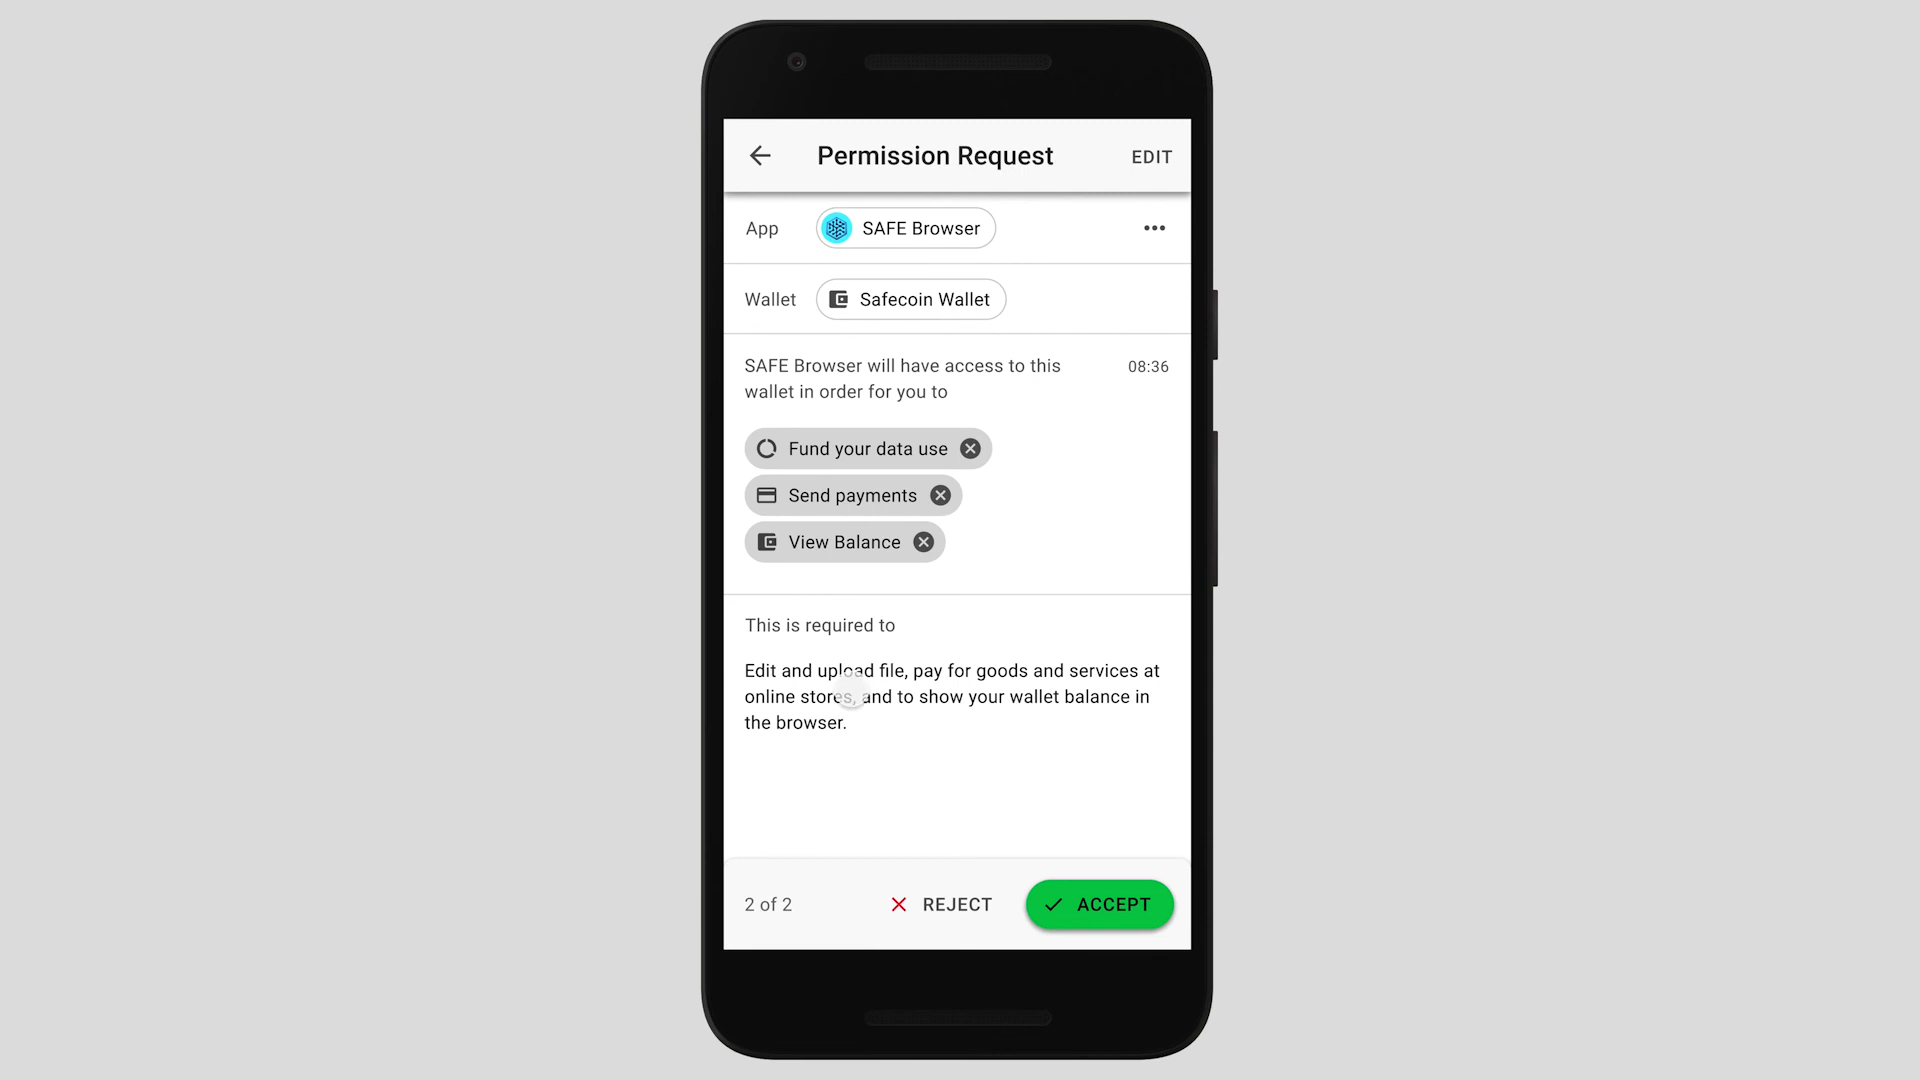 Permission Request
EDIT
App
SAFE Browser
Wallet
Safecoin Wallet
SAFE Browser will have access to this
wallet in order for you to
08:36
Fund your data use
Send payments
View Balance
This is required to
Edit and upload file, pay for goods and services at
online stores, and to show your wallet balance in
the browser.
2 of 2
REJECT
ACCEPT